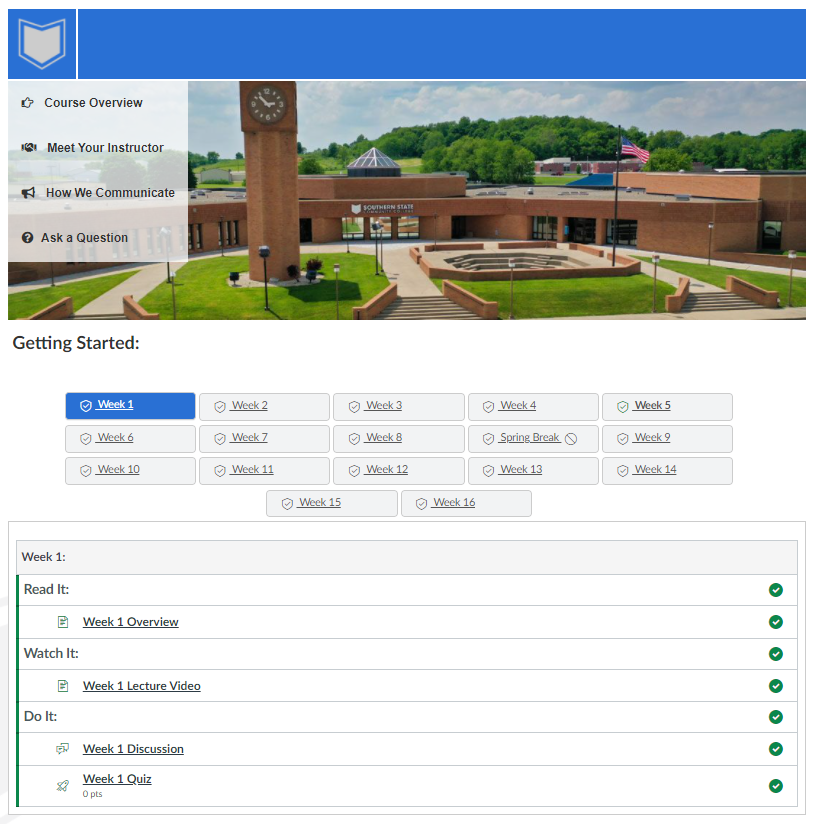 Course Overview
Meet Your Instructor
How We Communicate
Ask a Question
SOUTHERN STATE
COMMUNITY COLLEGE
Getting Started:
Week 1 Week 2 Week 3 Week 4 Week 5
Week 6 Week 7 Week 8 Spring Break Week 9
Week 10 Week 11 Week 12 Week 13 Week 14
Week 15 Week 16
Week 1:
Read It:
Week 1 Overview
Watch It:
Week 1 Lecture Video
Do It:
Week 1 Discussion
Week 1 Quiz
0 pts